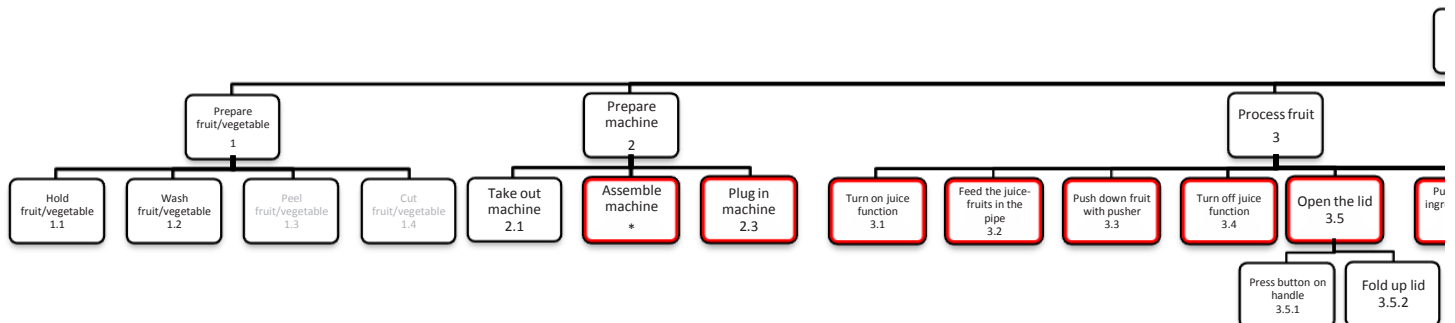 Prepare
fruit/vegetable
1
Prepare
machine
2
Process fruit
3
Hold
fruit/vegetable
1.1
Wash
fruit/vegetable
1.2
Peel
fruit/vegetable
1.3
Cut
fruit/vegetable
1.4
Take out
machine
2.1
Assemble
machine
*
Plug in
machine
2.3
Turn on juice
function
3.1
Feed the juice-
fruits in the
pipe
3.2
Push down fruit
with pusher
3.3
Turn off juice
function
3.4
Open the lid
3.5
Press button on
handle
3.5.1
Fold up lid
3.5.2